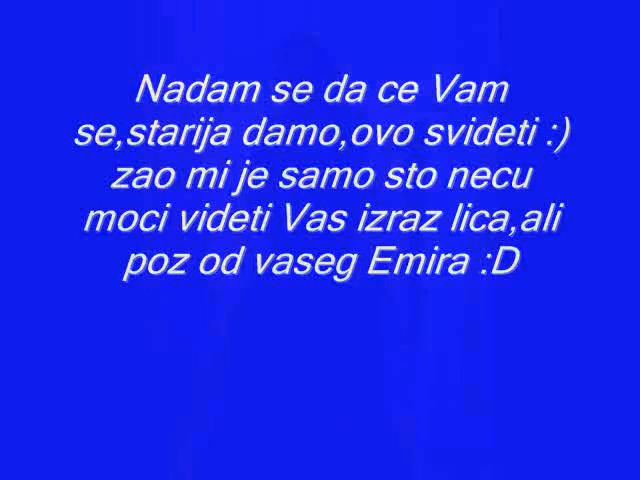 Nadam se da ce Vam
se,starija damo,ovo svideti :)
zao mi je samo sto necu
moci videti Vas izraz lica,ali
poz od vaseg Emira :D